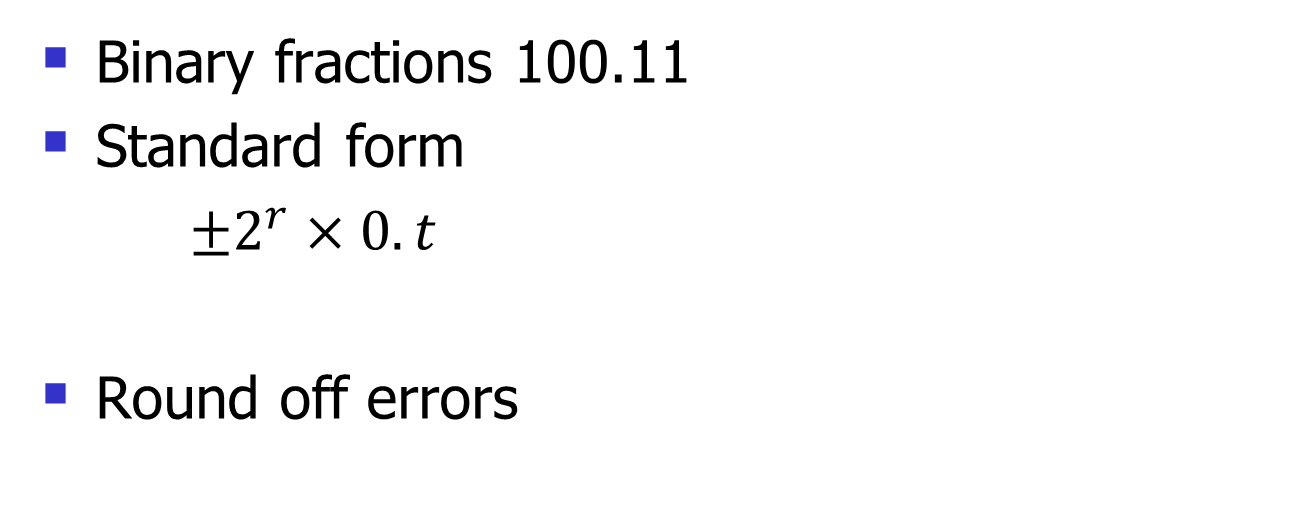 ▪ Binary fractions 100.11
▪ Standard form
±2^r × 0. t
▪ Round off errors